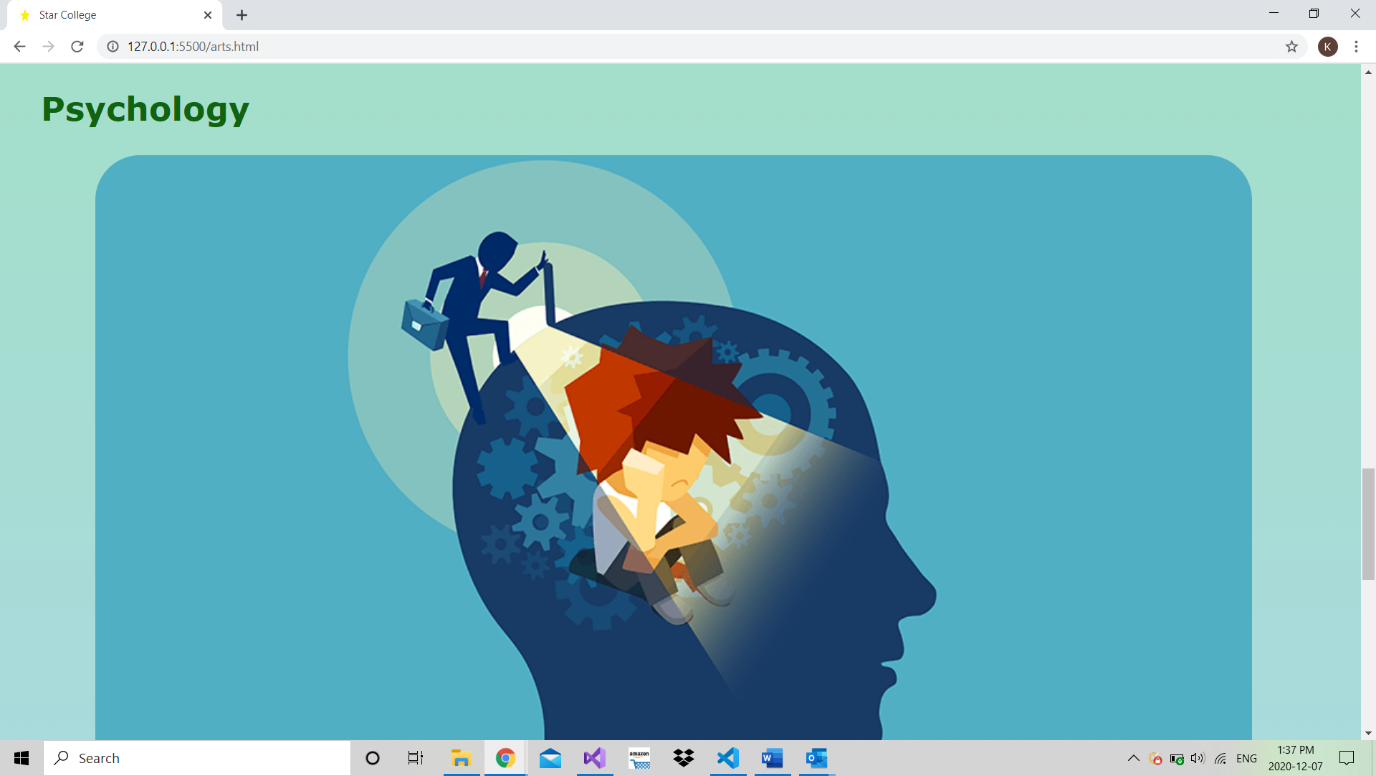 Star College
127.0.0.1:5500/arts.html
K
Psychology
amazon
Search
ENG
1:37 PM
2020-12-07